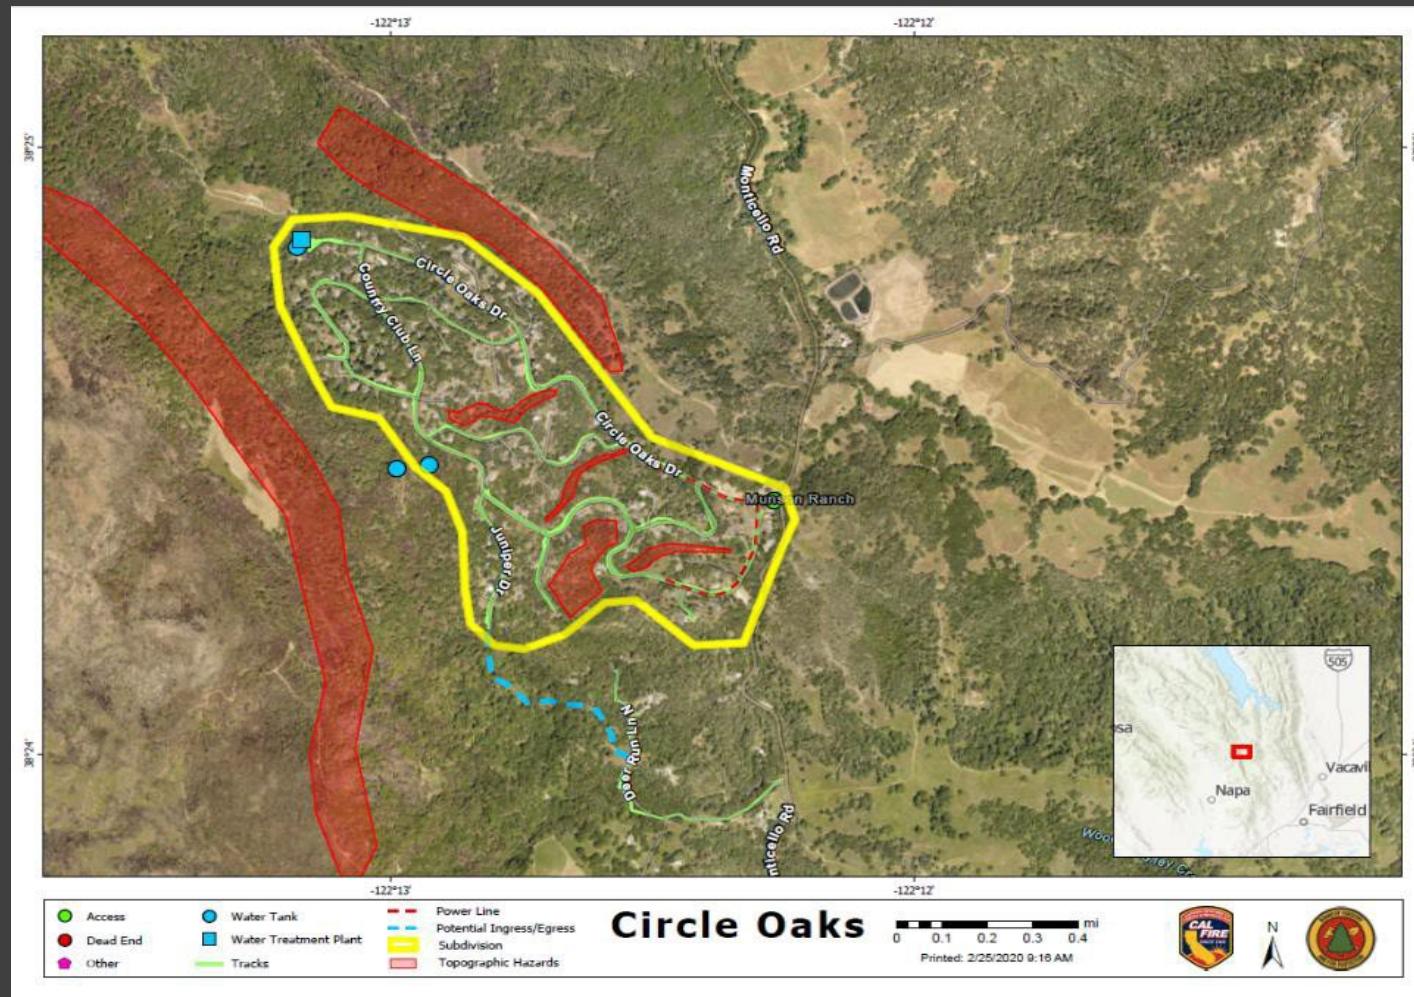 -122°13'
-122°12'
38°25'
Monticello Rd
Circle Oaks Dr
Country Club Ln
Circle Oaks Dr
Munson Ranch
Juniper Dr
505
Deer Run Ln
38°24'
Napa
Fairfield
nticello Rd
-122°13'
-122°12'
Access
Dead End
Other
Water Tank
Water Treatment Plant
Tracks
Power Line
Potential Ingress/Egress
Subdivision
Topographic Hazards
Circle Oaks
mi
0 0.1 0.2 0.3 0.4
Printed: 2/25/2020 9:16 AM
CAL
FIRE
N